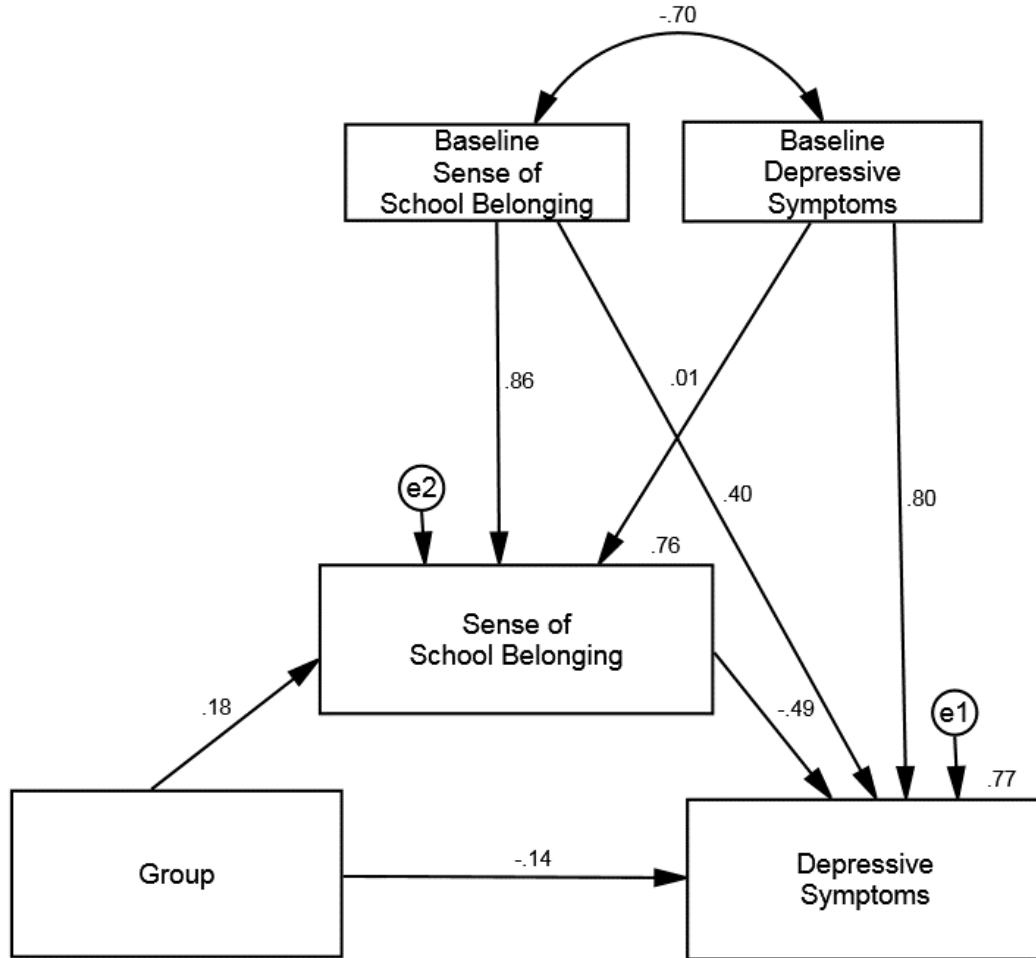 -.70
Baseline
Sense of
School Belonging
Baseline
Depressive
Symptoms
.86
.01
.40
.80
e2
.76
Sense of
School Belonging
.18
-.49
e1
.77
Group
-.14
Depressive
Symptoms